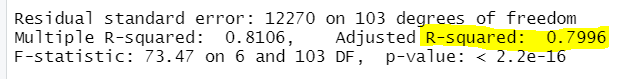 Residual standard error: 12270 on 103 degrees of freedom
Multiple R-squared:  0.8106,    Adjusted R-squared:  0.7996
F-statistic: 73.47 on 6 and 103 DF,  p-value: < 2.2e-16